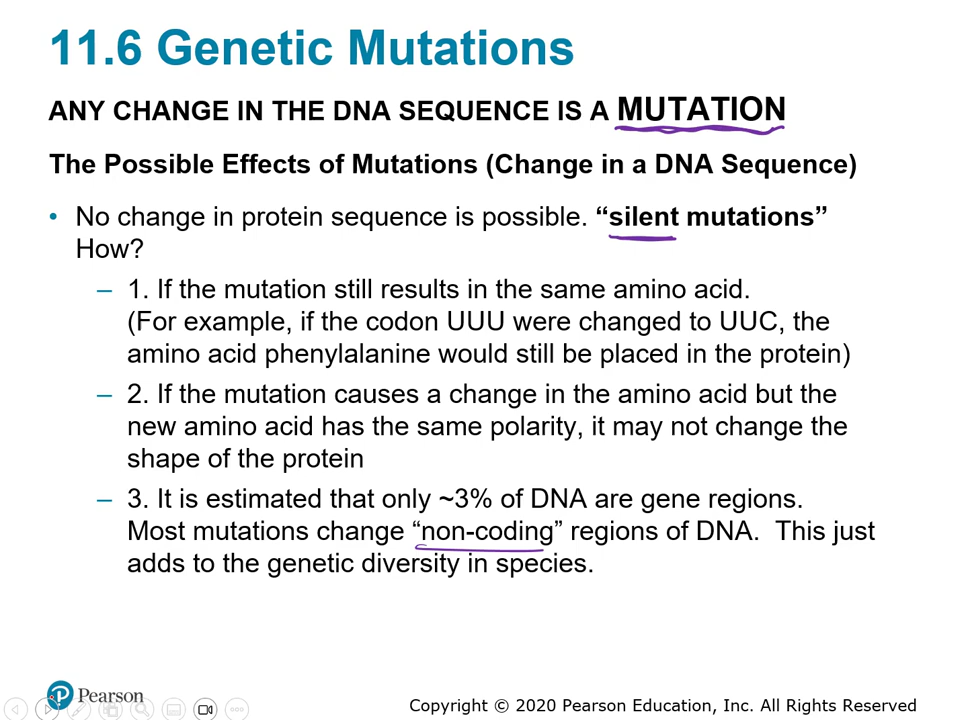 11.6 Genetic Mutations
ANY CHANGE IN THE DNA SEQUENCE IS A MUTATION
The Possible Effects of Mutations (Change in a DNA Sequence)
• No change in protein sequence is possible. “silent mutations”
How?
– 1. If the mutation still results in the same amino acid.
(For example, if the codon UUU were changed to UUC, the
amino acid phenylalanine would still be placed in the protein)
– 2. If the mutation causes a change in the amino acid but the
new amino acid has the same polarity, it may not change the
shape of the protein
– 3. It is estimated that only ~3% of DNA are gene regions.
Most mutations change “non-coding” regions of DNA.  This just
adds to the genetic diversity in species.
P Pearson
Copyright © 2020 Pearson Education, Inc. All Rights Reserved